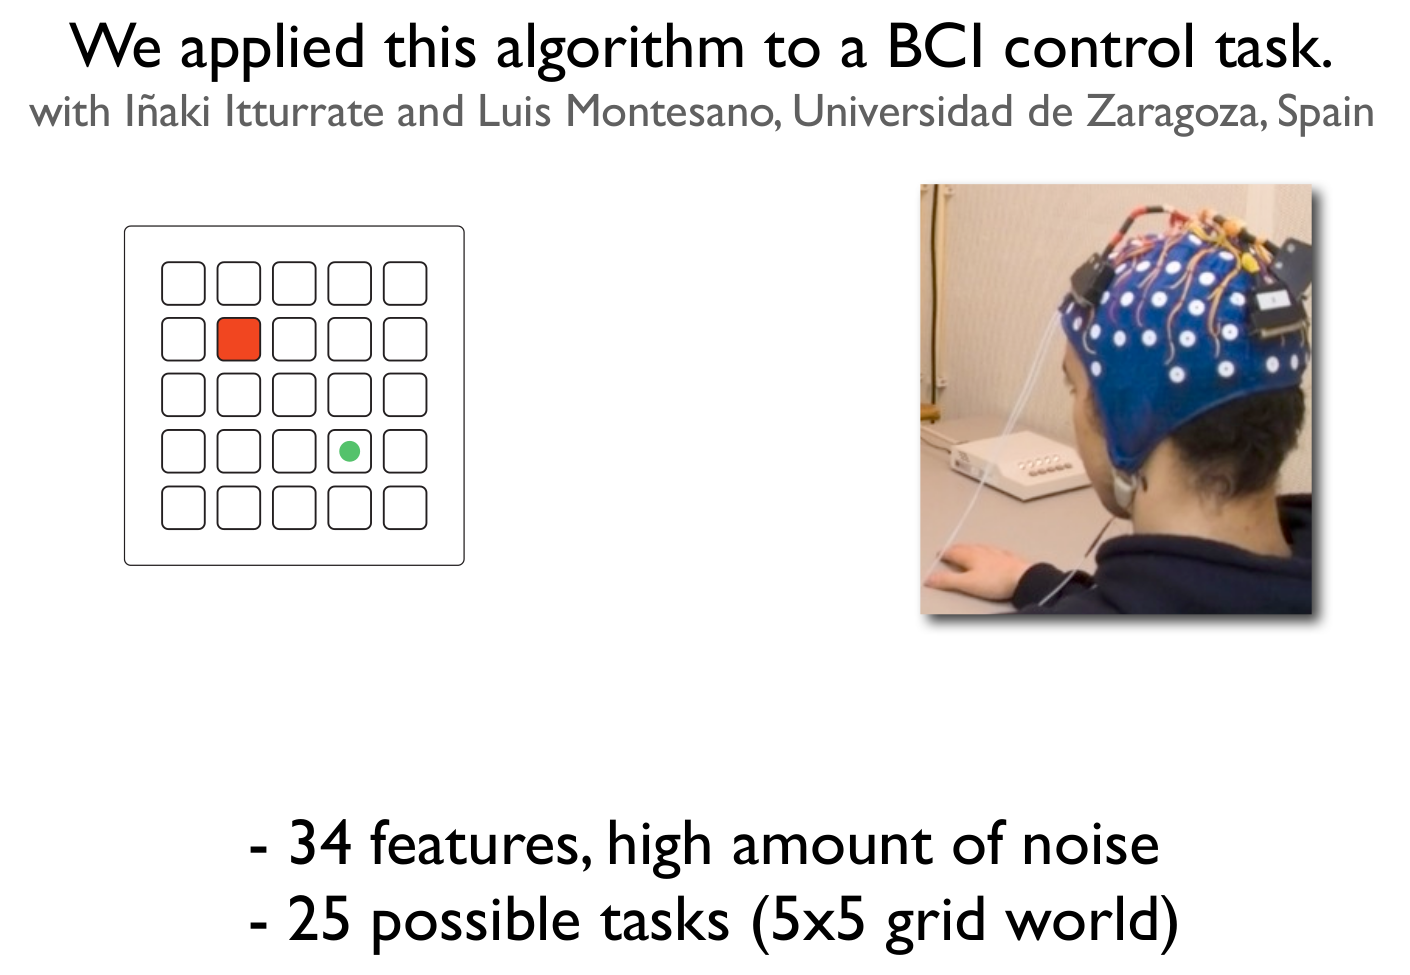 We applied this algorithm to a BCI control task.
with Iñaki Itturrate and Luis Montesano, Universidad de Zaragoza, Spain
- 34 features, high amount of noise
- 25 possible tasks (5x5 grid world)